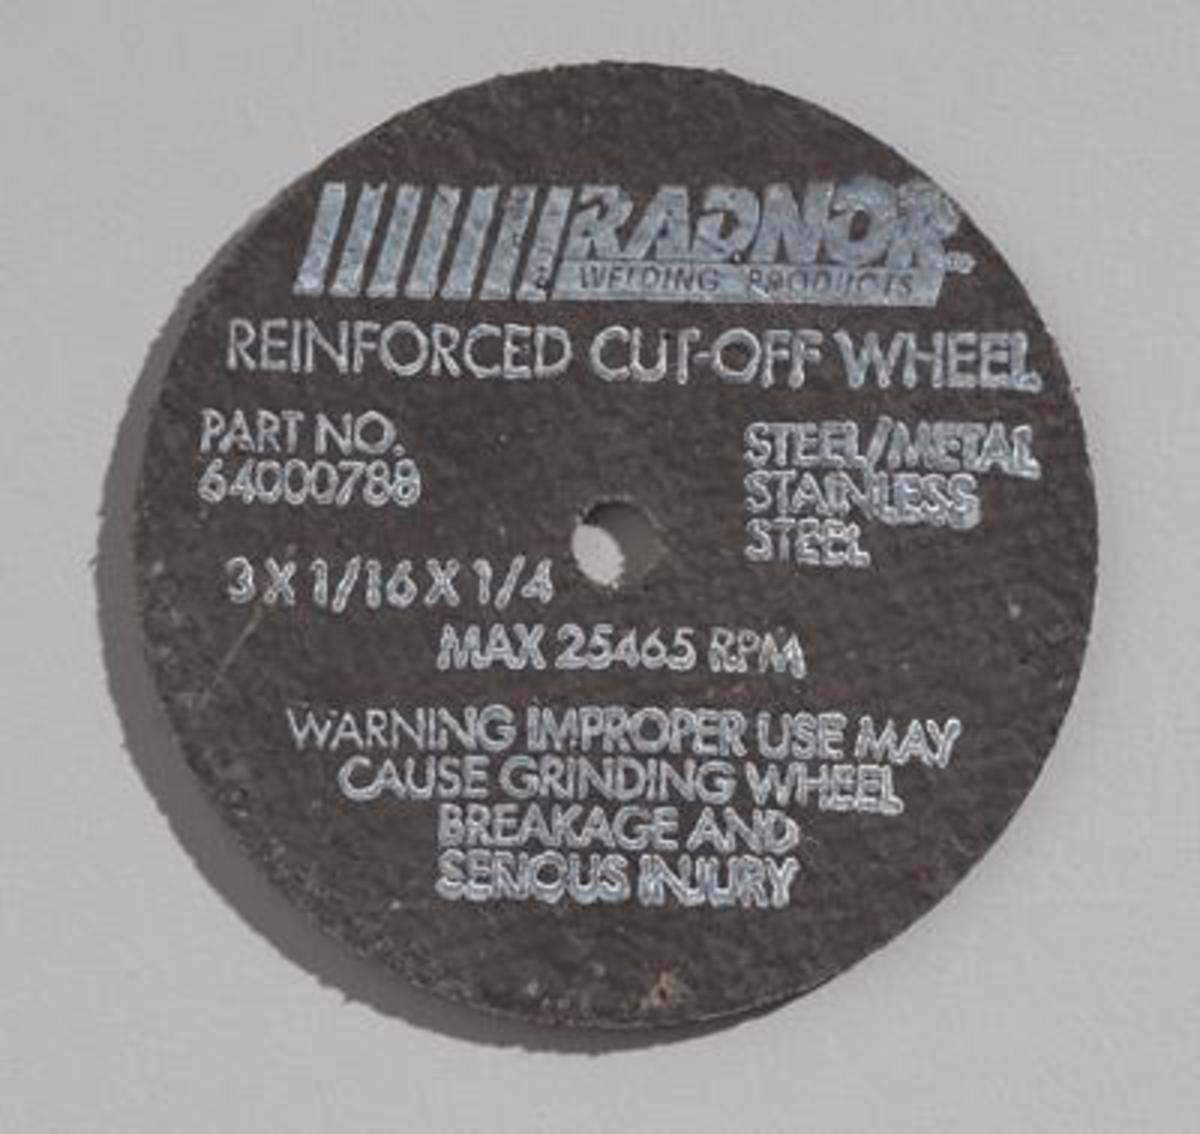 RADNOR
WELDING PRODUCTS
REINFORCED CUT-OFF WHEEL
PART NO.
64000788
STEEL/METAL
STAINLESS
STEEL
3 X 1/16 X 1/4
MAX 25465 RPM
WARNING IMPROPER USE MAY
CAUSE GRINDING WHEEL
BREAKAGE AND
SERIOUS INJURY